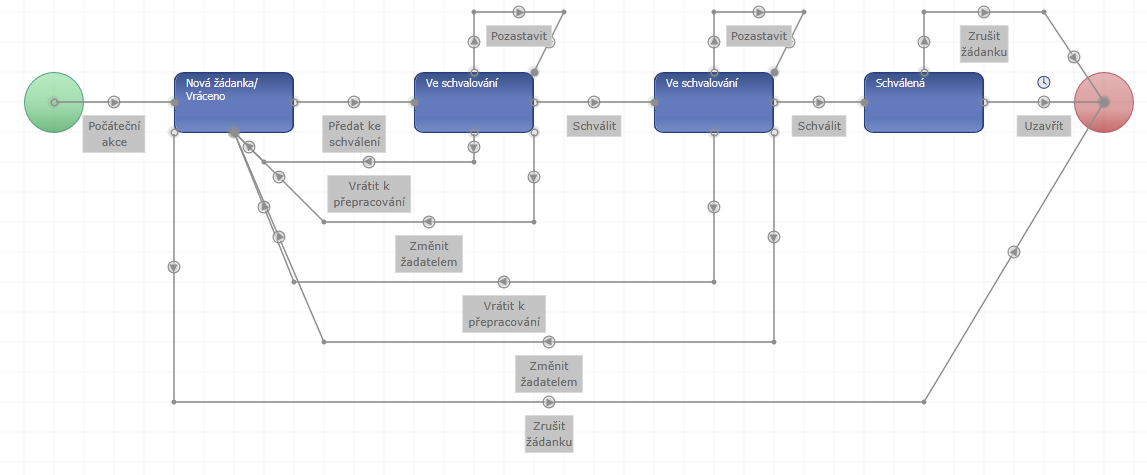 Pozastavit
Pozastavit
Zrušit
žádanku
Nová žádanka/
Vráceno
Ve schvalování
Ve schvalování
Schválená
Počáteční
akce
Předat ke
schválení
Schválit
Schválit
Uzavřít
Vrátit k
přepracování
Změnit
žadatelem
Vrátit k
přepracování
Změnit
žadatelem
Zrušit
žádanku